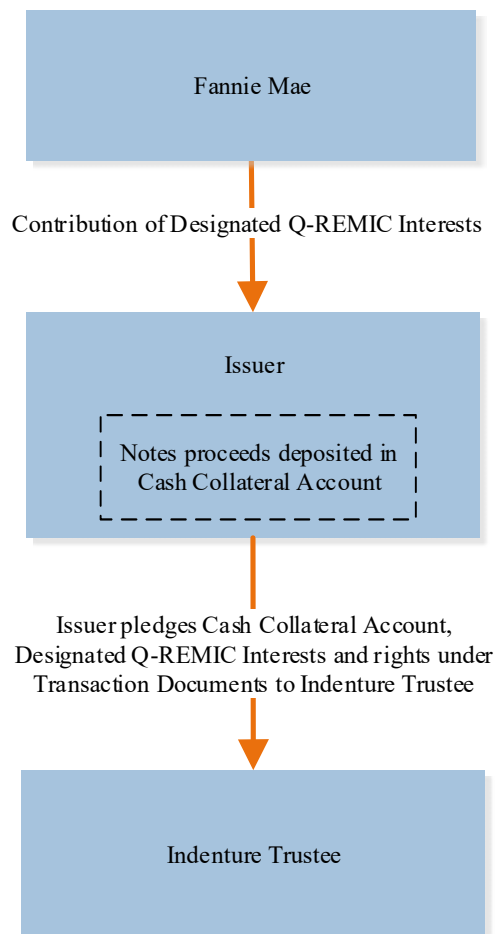 Fannie Mae
Contribution of Designated Q-REMIC Interests
Issuer
Notes proceeds deposited in
Cash Collateral Account
Issuer pledges Cash Collateral Account,
Designated Q-REMIC Interests and rights under
Transaction Documents to Indenture Trustee
Indenture Trustee